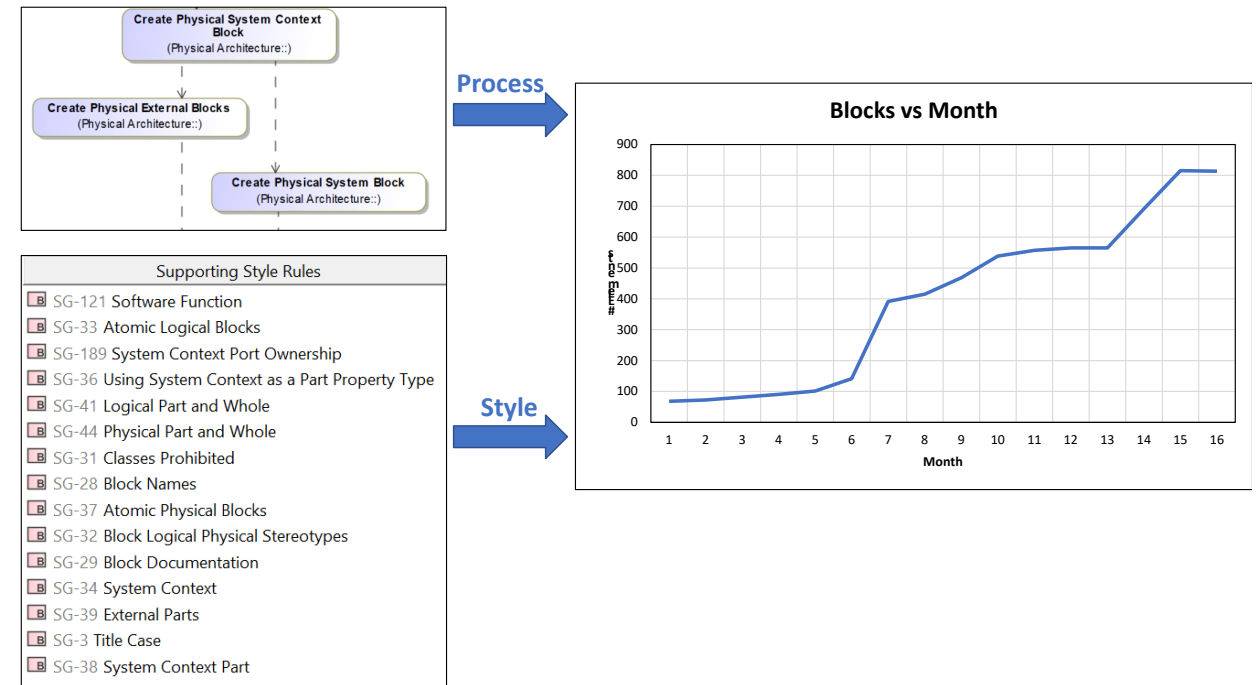 Create Physical System Context
Block
(Physical Architecture::)
Create Physical External Blocks
(Physical Architecture::)
Create Physical System Block
(Physical Architecture::)
Supporting Style Rules
B SG-121 Software Function
B SG-33 Atomic Logical Blocks
B SG-189 System Context Port Ownership
B SG-36 Using System Context as a Part Property Type
B SG-41 Logical Part and Whole
B SG-44 Physical Part and Whole
B SG-31 Classes Prohibited
B SG-28 Block Names
B SG-37 Atomic Physical Blocks
B SG-32 Block Logical Physical Stereotypes
B SG-29 Block Documentation
B SG-34 System Context
B SG-39 External Parts
B SG-3 Title Case
B SG-38 System Context Part
Process
Style
Blocks vs Month
900
800
700
600
500
400
300
200
100
0
#Elements
1 2 3 4 5 6 7 8 9 10 11 12 13 14 15 16
Month